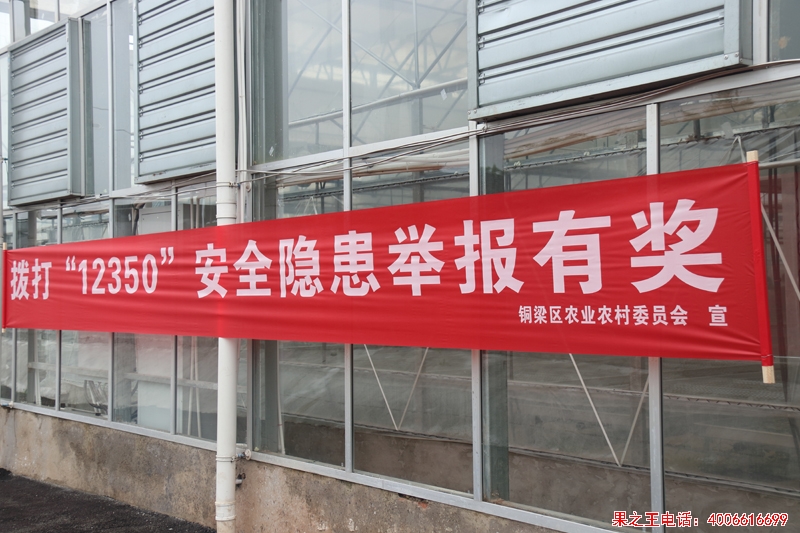 拨打“12350”安全隐患举报有奖
铜梁区农业农村委员会 宣
果之王电话：4006616699